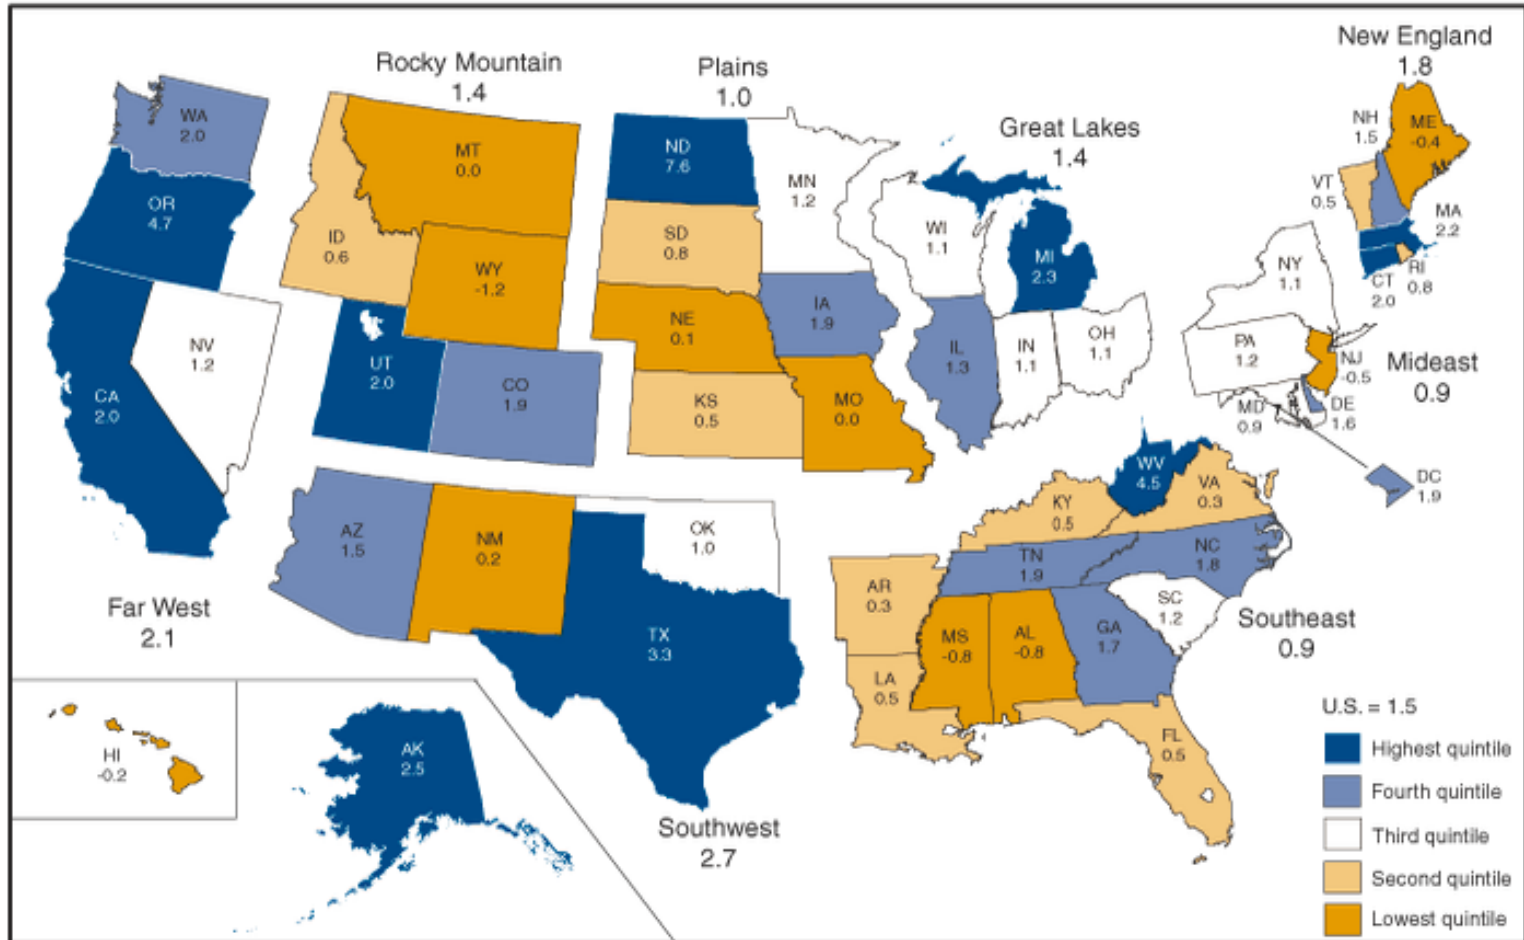 New England
1.8
Rocky Mountain
1.4
Plains
1.0
Great Lakes
1.4
WA
2.0
OR
4.7
CA
2.0
NV
1.2
Far West
2.1
MT
0.0
ID
0.6
WY
-1.2
UT
2.0
CO
1.9
ND
7.6
SD
0.8
NE
0.1
KS
0.5
MN
1.2
IA
1.9
MO
0.0
WI
1.1
MI
2.3
IL
1.3
IN
1.1
OH
1.1
NH
1.5
ME
-0.4
VT
0.5
MA
2.2
RI
0.8
CT
2.0
NY
1.1
PA
1.2
NJ
-0.5
MD
0.9
DE
1.6
DC
1.9
Mideast
0.9
AZ
1.5
NM
0.2
OK
1.0
TX
3.3
Southwest
2.7
WV
4.5
VA
0.3
KY
0.5
TN
1.9
NC
1.8
SC
1.2
AR
0.3
LA
0.5
MS
-0.8
AL
-0.8
GA
1.7
FL
0.5
Southeast
0.9
HI
-0.2
AK
2.5
U.S. = 1.5
Highest quintile
Fourth quintile
Third quintile
Second quintile
Lowest quintile